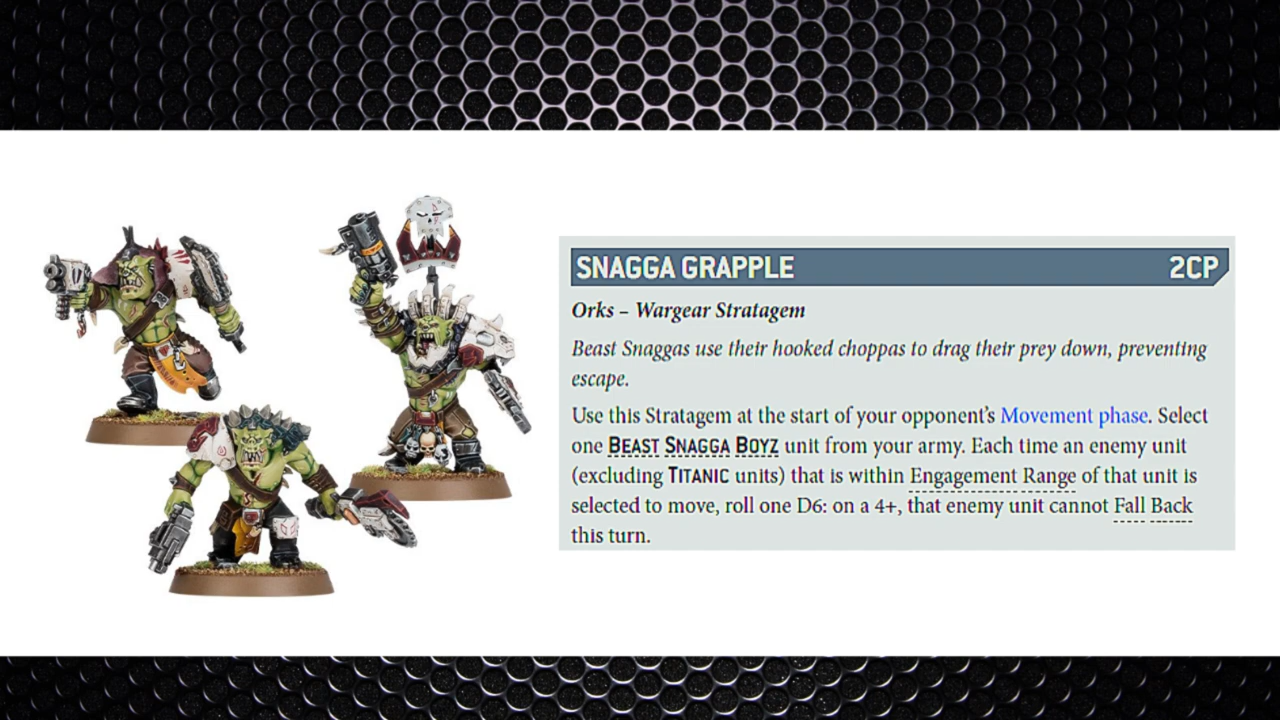 SNAGGA GRAPPLE 2CP
Orks – Wargear Stratagem
Beast Snaggas use their hooked choppas to drag their prey down, preventing
escape.
Use this Stratagem at the start of your opponent's Movement phase. Select
one BEAST SNAGGA BOYZ unit from your army. Each time an enemy unit
(excluding TITANIC units) that is within Engagement Range of that unit is
selected to move, roll one D6: on a 4+, that enemy unit cannot Fall Back
this turn.